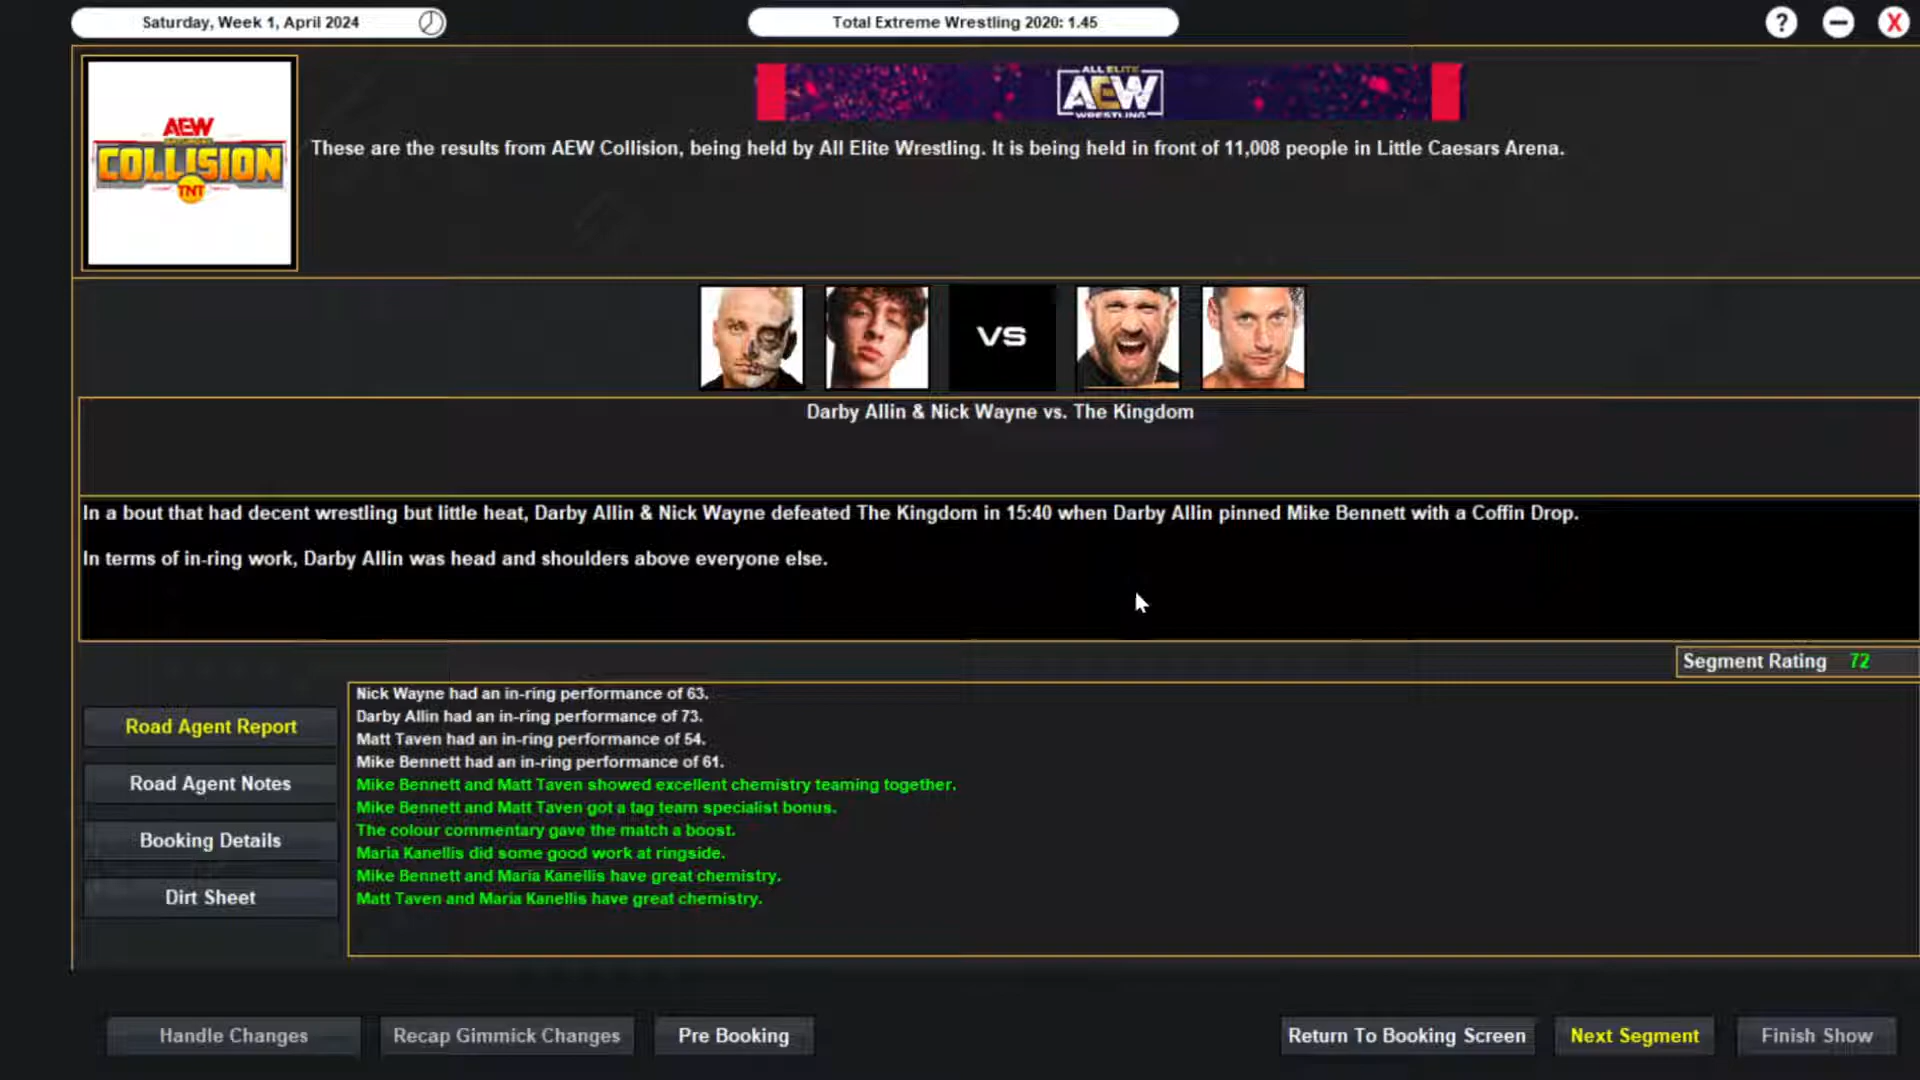 Saturday, Week 1, April 2024
Total Extreme Wrestling 2020: 1.45
?
X
ALL ELITE
AEW
WRESTLING
AEW
COLLISION
TNT
These are the results from AEW Collision, being held by All Elite Wrestling. It is being held in front of 11,008 people in Little Caesars Arena.
VS
Darby Allin & Nick Wayne vs. The Kingdom
In a bout that had decent wrestling but little heat, Darby Allin & Nick Wayne defeated The Kingdom in 15:40 when Darby Allin pinned Mike Bennett with a Coffin Drop.
In terms of in-ring work, Darby Allin was head and shoulders above everyone else.
Segment Rating 72
Road Agent Report
Road Agent Notes
Booking Details
Dirt Sheet
Nick Wayne had an in-ring performance of 63.
Darby Allin had an in-ring performance of 73.
Matt Taven had an in-ring performance of 54.
Mike Bennett had an in-ring performance of 61.
Mike Bennett and Matt Taven showed excellent chemistry teaming together.
Mike Bennett and Matt Taven got a tag team specialist bonus.
The colour commentary gave the match a boost.
Maria Kanellis did some good work at ringside.
Mike Bennett and Maria Kanellis have great chemistry.
Matt Taven and Maria Kanellis have great chemistry.
Handle Changes
Recap Gimmick Changes
Pre Booking
Return To Booking Screen
Next Segment
Finish Show